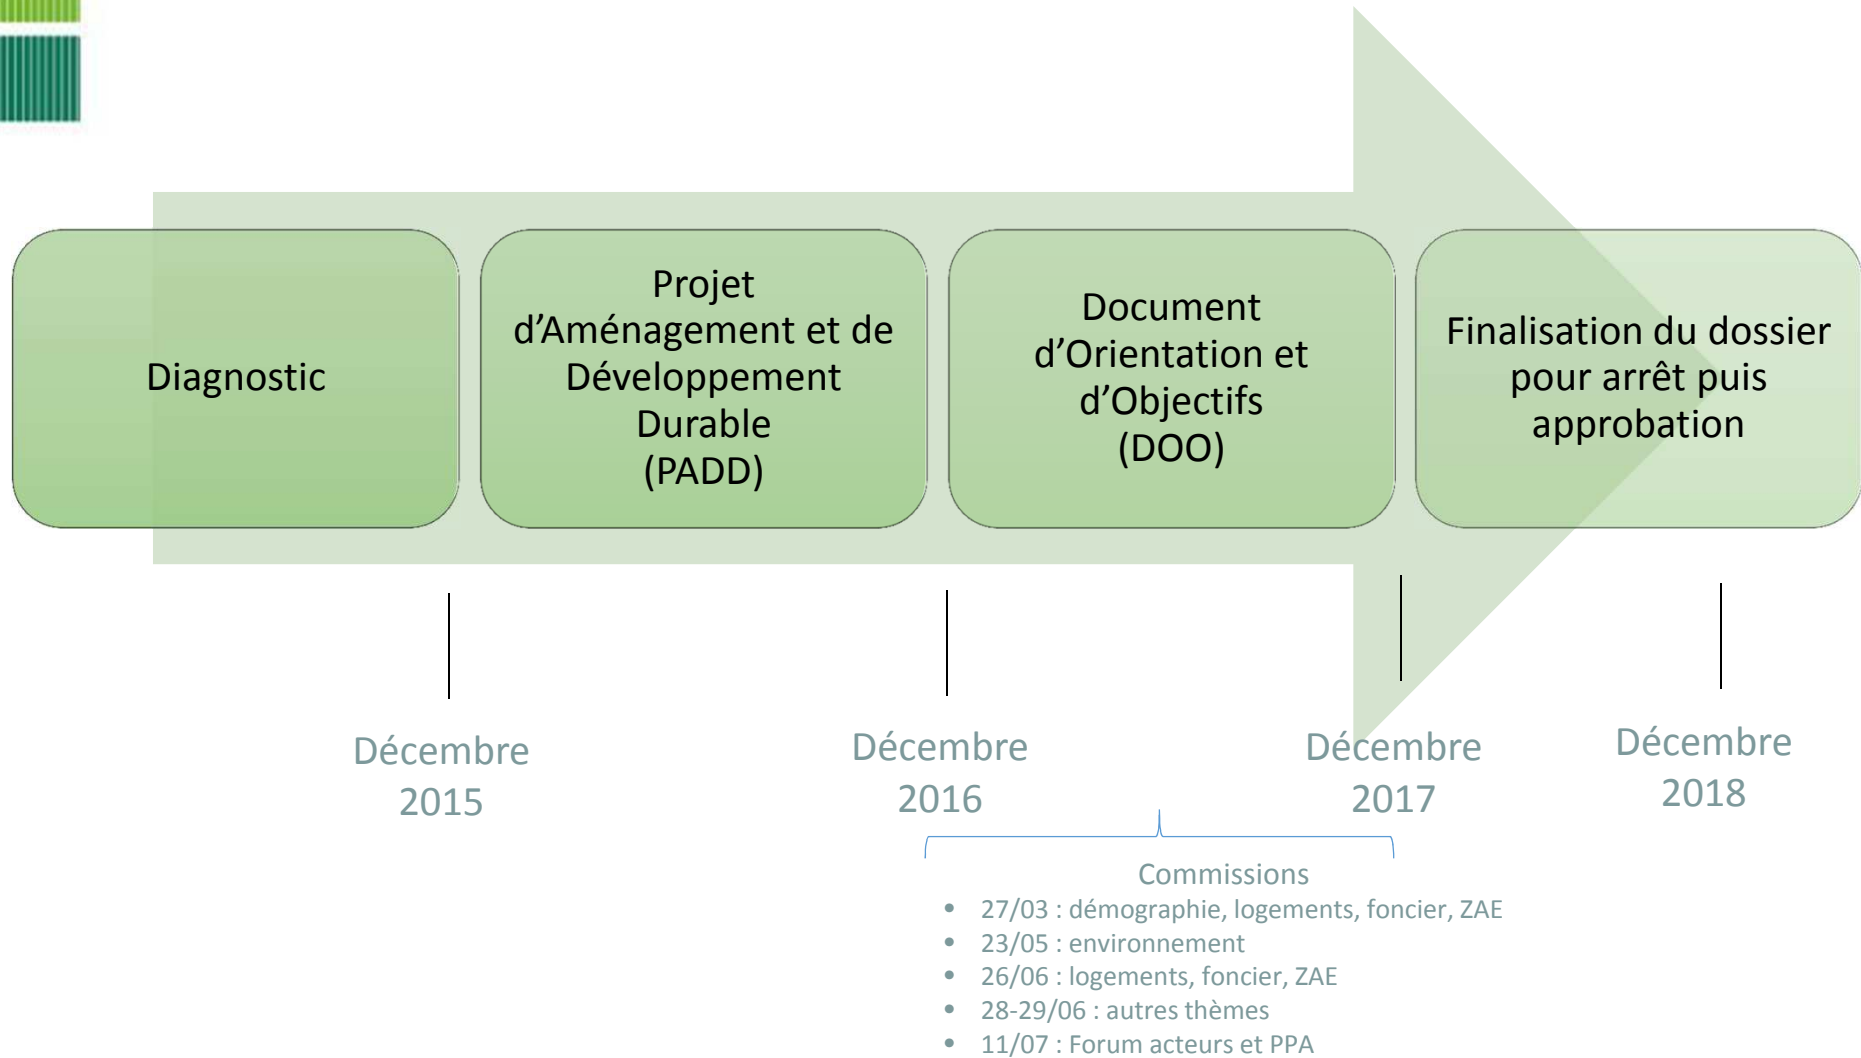 Diagnostic
Projet
d’Aménagement et de
Développement
Durable
(PADD)
Document
d’Orientation et
d’Objectifs
(DOO)
Finalisation du dossier
pour arrêt puis
approbation
Décembre
2015
Décembre
2016
Décembre
2017
Décembre
2018
Commissions
• 27/03 : démographie, logements, foncier, ZAE
• 23/05 : environnement
• 26/06 : logements, foncier, ZAE
• 28-29/06 : autres thèmes
• 11/07 : Forum acteurs et PPA